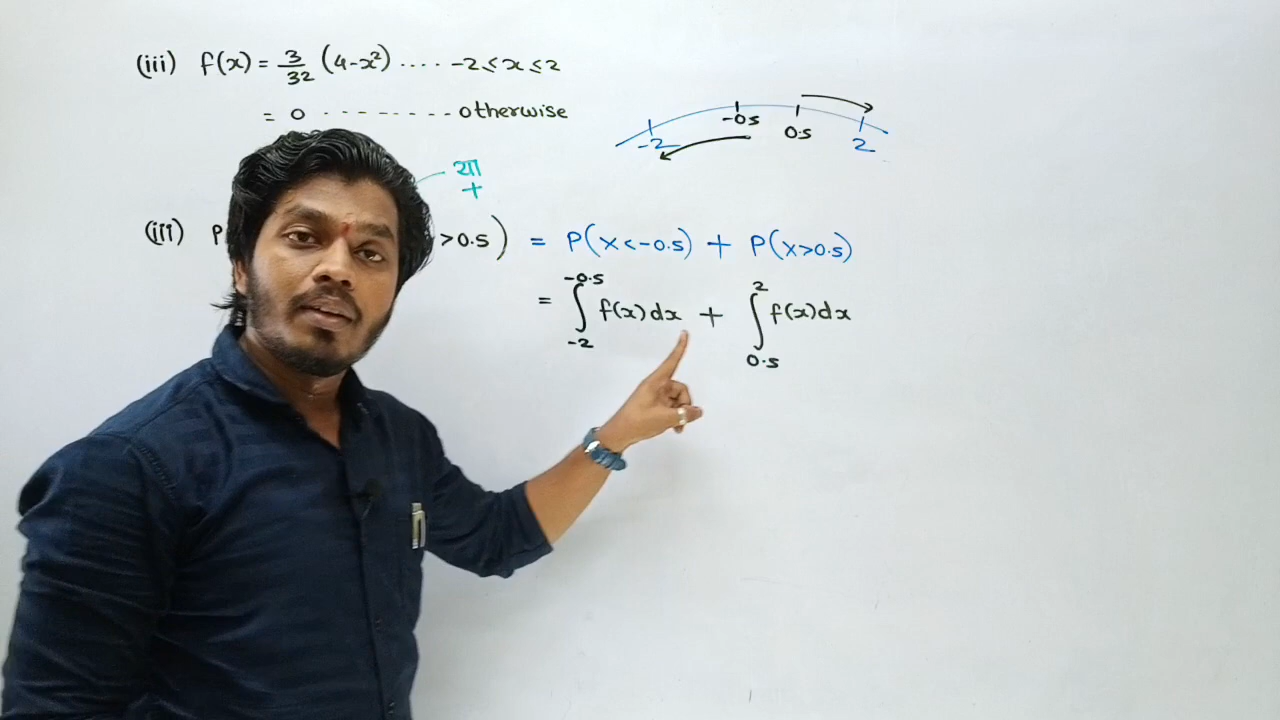 (iii) f(x) = 3/32 (4-x²) .... -2 ≤ x ≤ 2
= 0 - - - - - - - - - otherwise
-2 -0.5 0.5 2
या
+
(iii) P >0.5) = P(X<-0.5) + P(X>0.5)
= ∫_{-2}^{-0.5} f(x)dx + ∫_{0.5}^{2} f(x)dx